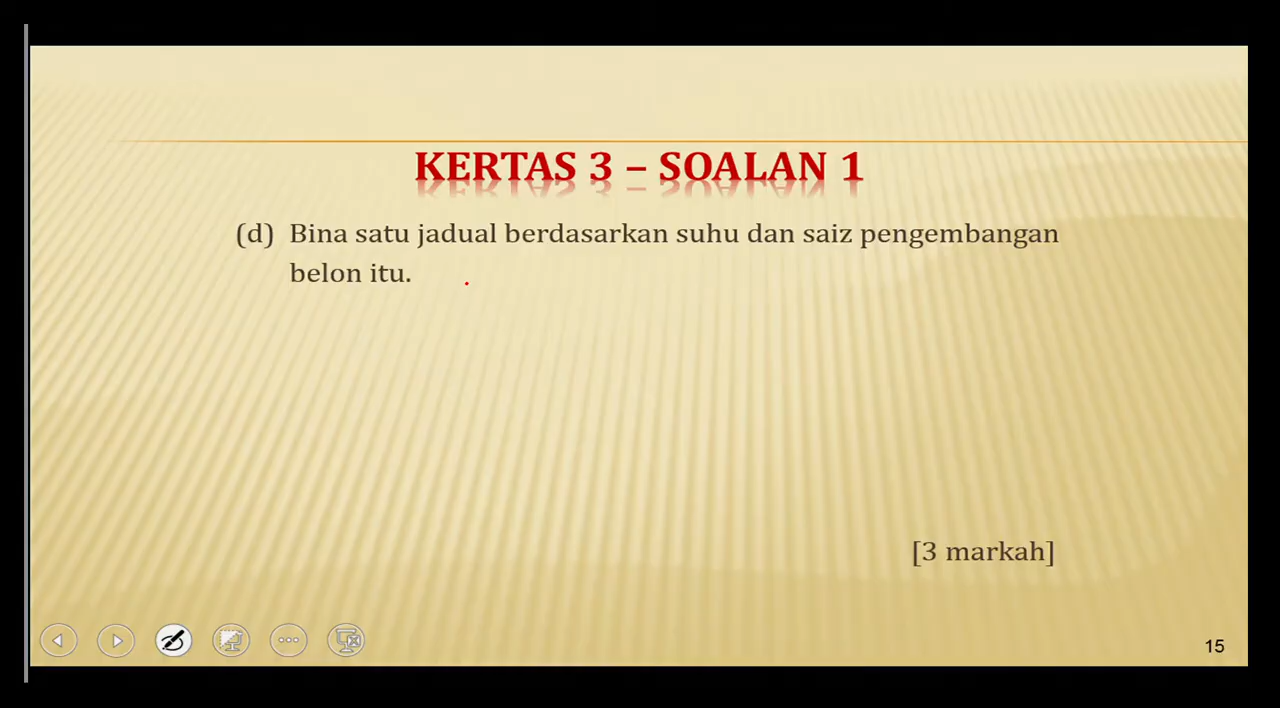 KERTAS 3 – SOALAN 1
(d) Bina satu jadual berdasarkan suhu dan saiz pengembangan
belon itu.
[3 markah]
15